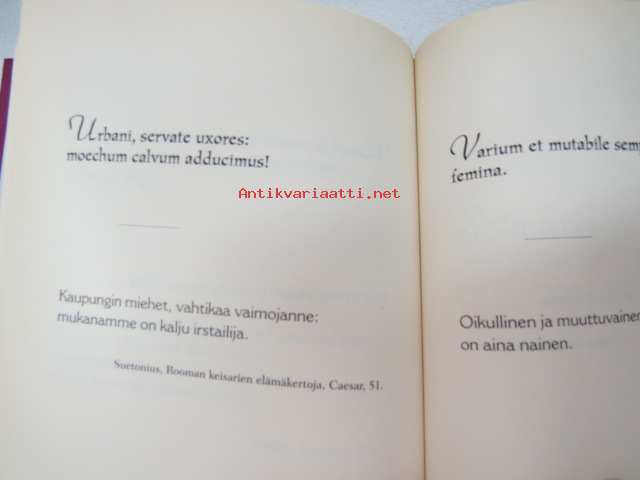 Urbani, servate uxores:
moechum calvum adducimus!
Kaupungin miehet, vahtikaa vaimojanne:
mukanamme on kalju irstailija.
Suetonius, Rooman keisarien elämäkertoja, Caesar, 51.
Varium et mutabile semp
femina.
Oikullinen ja muuttuvaine
on aina nainen.
Antikvariaatti.net